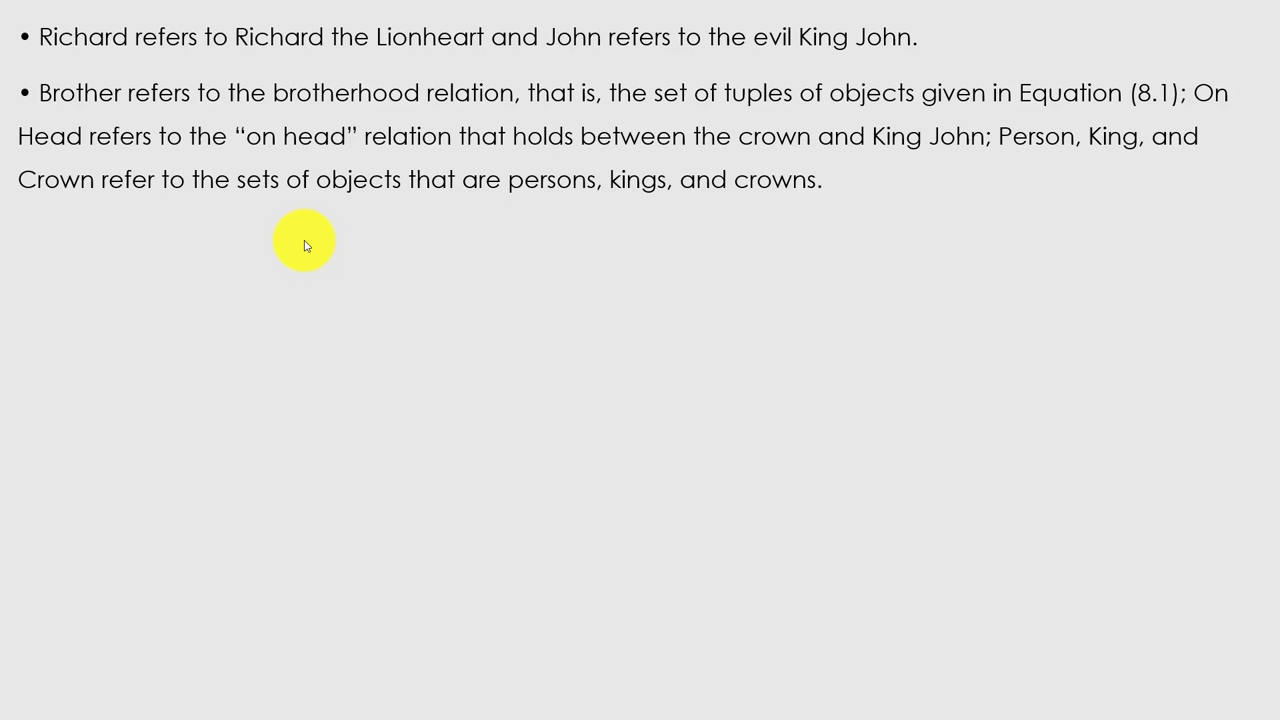 • Richard refers to Richard the Lionheart and John refers to the evil King John.
• Brother refers to the brotherhood relation, that is, the set of tuples of objects given in Equation (8.1); On
Head refers to the “on head” relation that holds between the crown and King John; Person, King, and
Crown refer to the sets of objects that are persons, kings, and crowns.